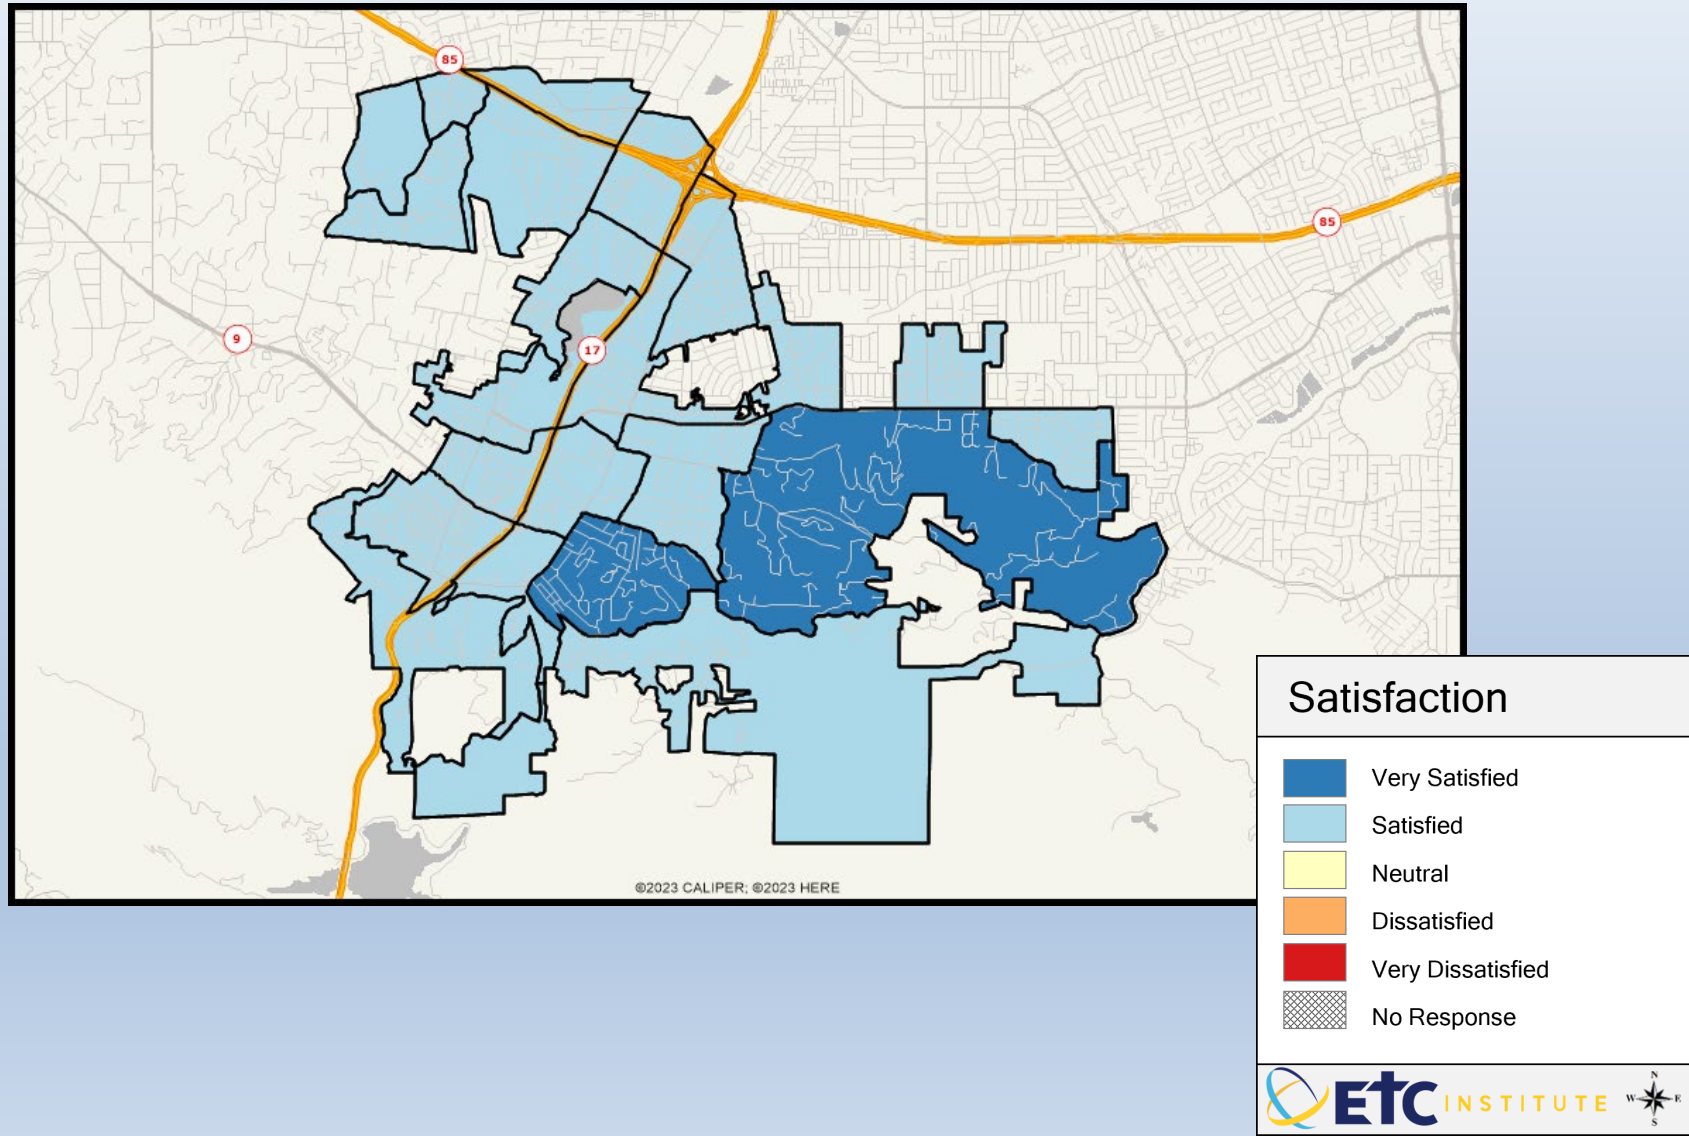 85
85
9
17
©2023 CALIPER; ©2023 HERE
Satisfaction
Very Satisfied
Satisfied
Neutral
Dissatisfied
Very Dissatisfied
No Response
ETC INSTITUTE
N
W E
S